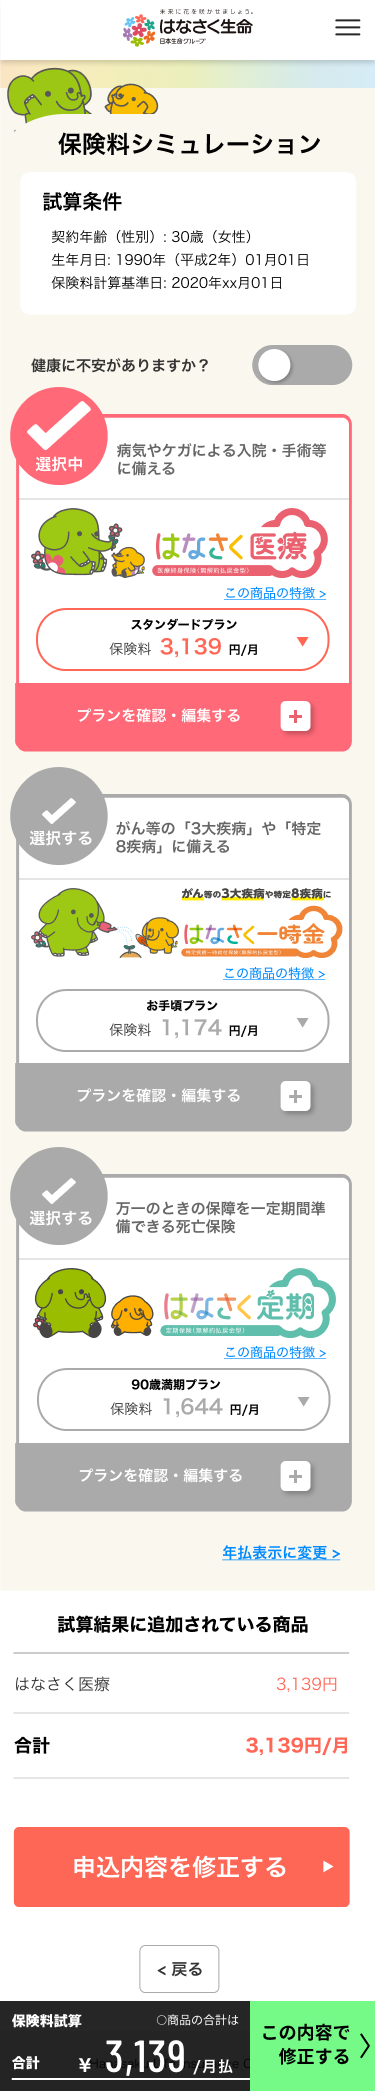 未来に花を咲かせましょう。
はなさく生命
日本生命グループ
保険料シミュレーション
試算条件
契約年齢（性別）: 30歳（女性）
生年月日: 1990年（平成2年）01月01日
保険料計算基準日: 2020年xx月01日
健康に不安がありますか？
選択中
病気やケガによる入院・手術等
に備える
はなさく医療
医療終身保険（無解約払戻金型）
この商品の特徴 >
スタンダードプラン
保険料 3,139 円/月
プランを確認・編集する
選択する
がん等の「3大疾病」や「特定
8疾病」に備える
がん等の3大疾病や特定8疾病に
はなさく一時金
この商品の特徴 >
お手頃プラン
保険料 1,174 円/月
プランを確認・編集する
選択する
万一のときの保障を一定期間準
備できる死亡保険
はなさく定期
定期保険（無解約払戻金型）
この商品の特徴 >
90歳満期プラン
保険料 1,644 円/月
プランを確認・編集する
年払表示に変更 >
試算結果に追加されている商品
はなさく医療 3,139円
合計 3,139円/月
申込内容を修正する
< 戻る
保険料試算 ○商品の合計は
合計 ¥ 3,139 /月払
この内容で
修正する